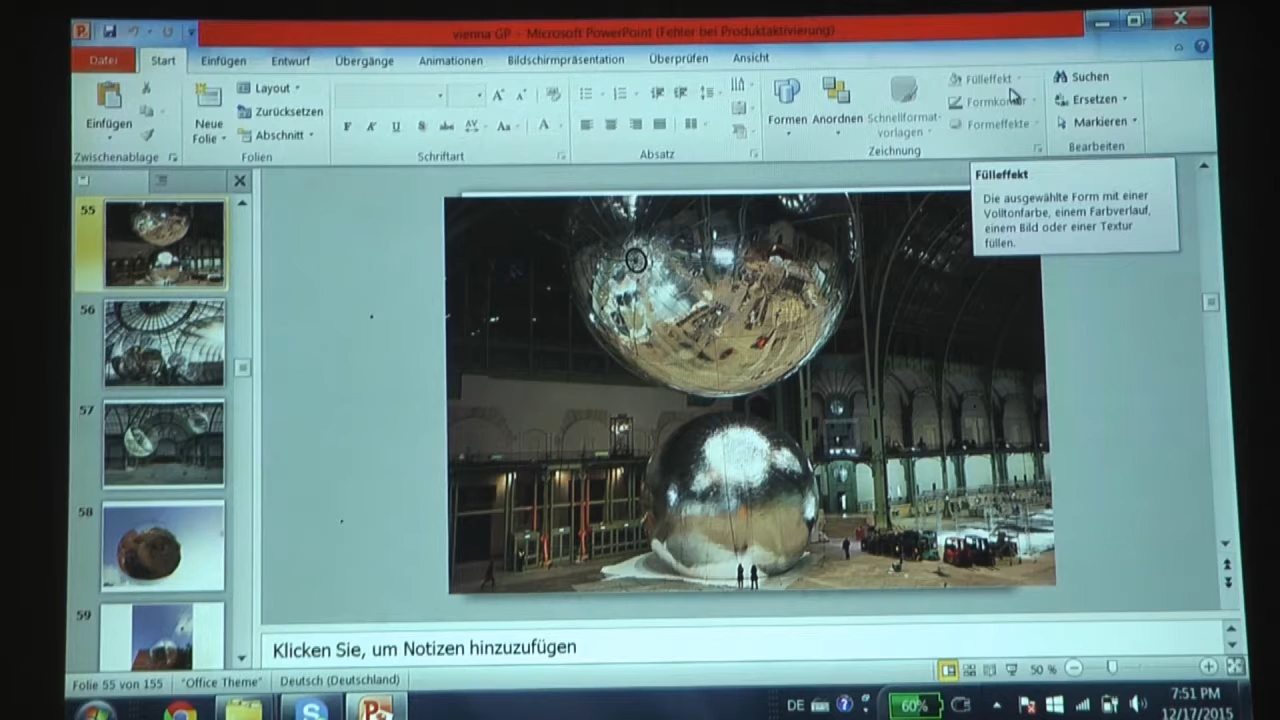 vienna GP - Microsoft PowerPoint (Fehler bei Produktaktivierung)
Datei Start Einfügen Entwurf Übergänge Animationen Bildschirmpräsentation Überprüfen Ansicht
Einfügen
Zwischenablage
Neue
Folie
Layout
Zurücksetzen
Abschnitt
Folien
F K U S abc AV Aa A
Schriftart
Absatz
Formen Anordnen Schnellformat-
vorlagen
Fülleffekt
Formkontur
Formeffekte
Zeichnung
Suchen
Ersetzen
Markieren
Bearbeiten
Fülleffekt
Die ausgewählte Form mit einer
Volltonfarbe, einem Farbverlauf,
einem Bild oder einer Textur
füllen.
55
56
57
58
59
Klicken Sie, um Notizen hinzuzufügen
Folie 55 von 155 "Office Theme" Deutsch (Deutschland) 50 %
DE 60% 7:51 PM
12/17/2015